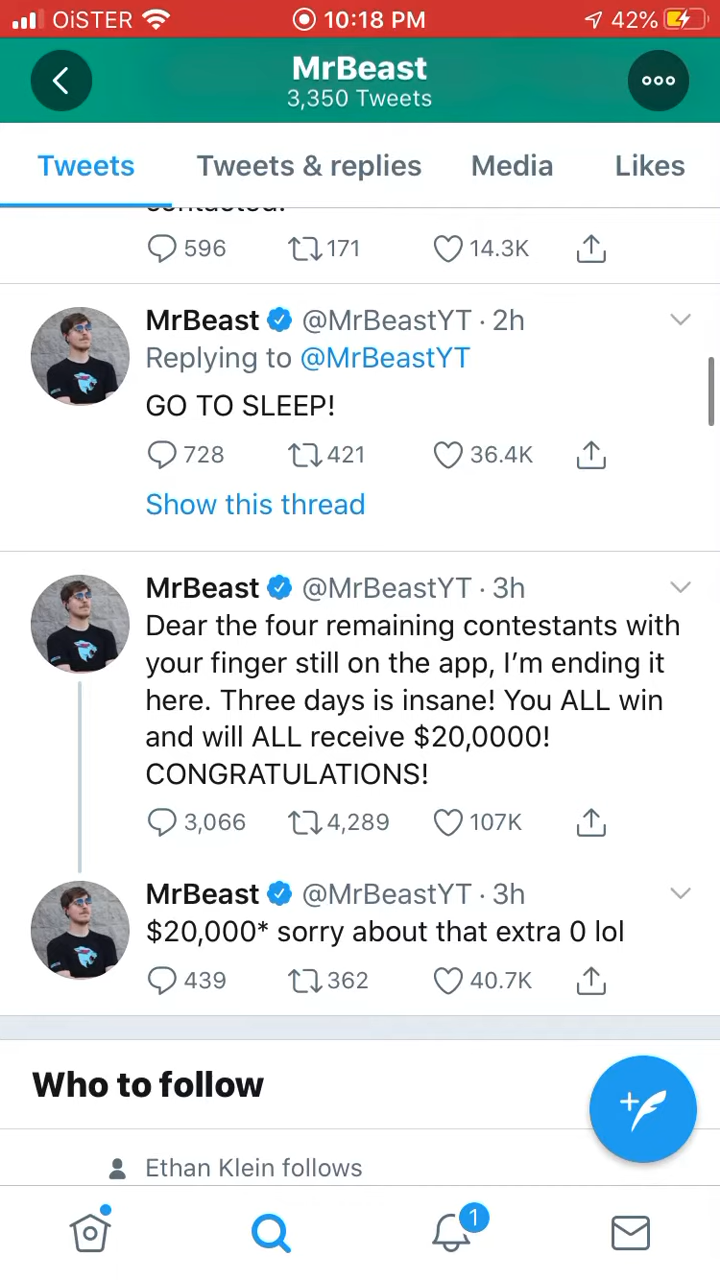 OiSTER 10:18 PM 42%
MrBeast
3,350 Tweets
Tweets Tweets & replies Media Likes
contacted!
596 171 14.3K
MrBeast @MrBeastYT · 2h
Replying to @MrBeastYT
GO TO SLEEP!
728 421 36.4K
Show this thread
MrBeast @MrBeastYT · 3h
Dear the four remaining contestants with
your finger still on the app, I’m ending it
here. Three days is insane! You ALL win
and will ALL receive $20,0000!
CONGRATULATIONS!
3,066 4,289 107K
MrBeast @MrBeastYT · 3h
$20,000* sorry about that extra 0 lol
439 362 40.7K
Who to follow
Ethan Klein follows
1